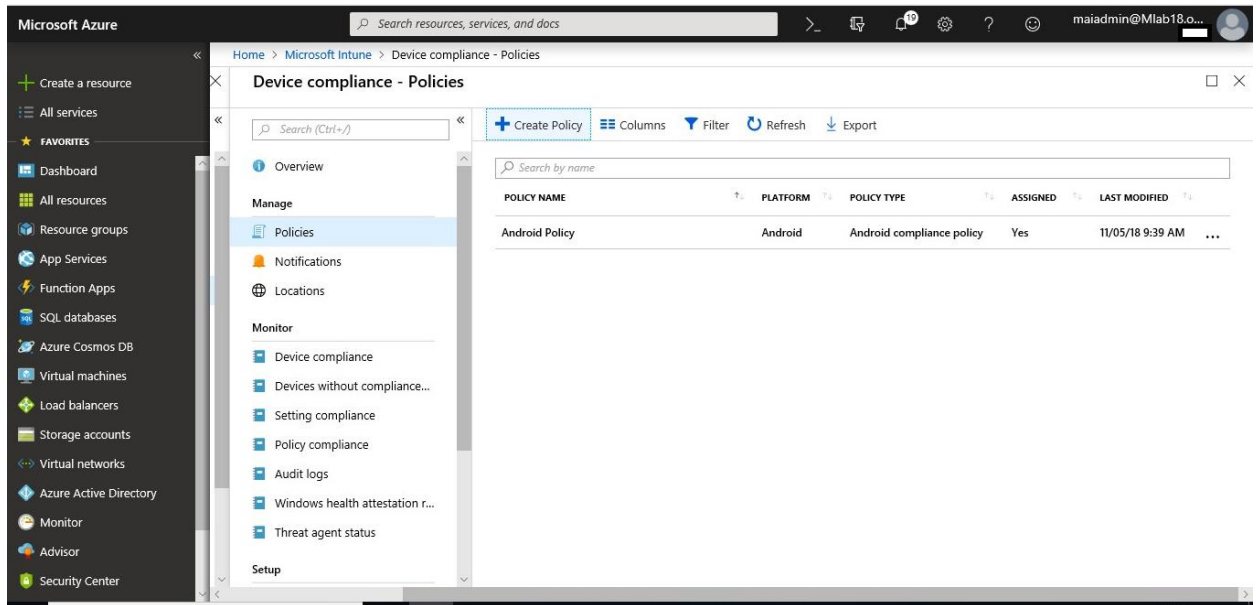 Microsoft Azure
Search resources, services, and docs
19
maiadmin@Mlab18.o...
Home > Microsoft Intune > Device compliance - Policies
Device compliance - Policies
Create a resource
All services
FAVORITES
Dashboard
All resources
Resource groups
App Services
Function Apps
SQL databases
Azure Cosmos DB
Virtual machines
Load balancers
Storage accounts
Virtual networks
Azure Active Directory
Monitor
Advisor
Security Center
Search (Ctrl+/)
Overview
Manage
Policies
Notifications
Locations
Monitor
Device compliance
Devices without compliance...
Setting compliance
Policy compliance
Audit logs
Windows health attestation r...
Threat agent status
Setup
Create Policy Columns Filter Refresh Export
Search by name
POLICY NAME PLATFORM POLICY TYPE ASSIGNED LAST MODIFIED
Android Policy Android Android compliance policy Yes 11/05/18 9:39 AM ...